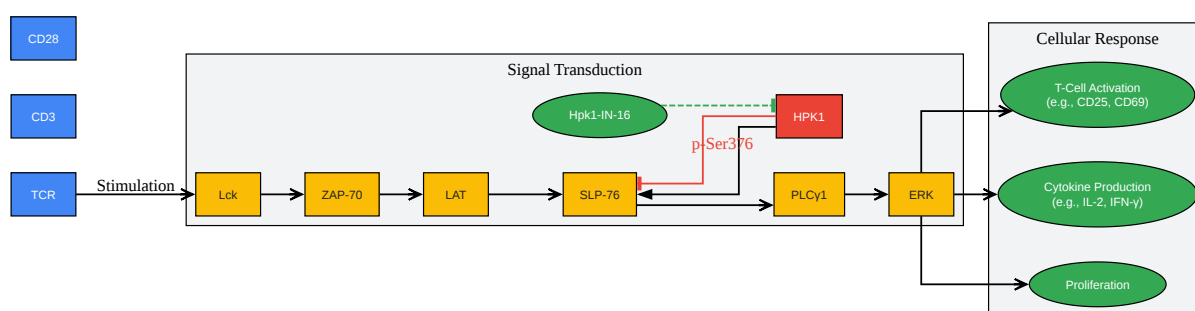 CD28
Cellular Response
Signal Transduction
T-Cell Activation
(e.g., CD25, CD69)
CD3
Hpk1-IN-16
HPK1
p-Ser376
TCR
Stimulation
Lck
ZAP-70
LAT
SLP-76
PLCγ1
ERK
Cytokine Production
(e.g., IL-2, IFN-γ)
Proliferation